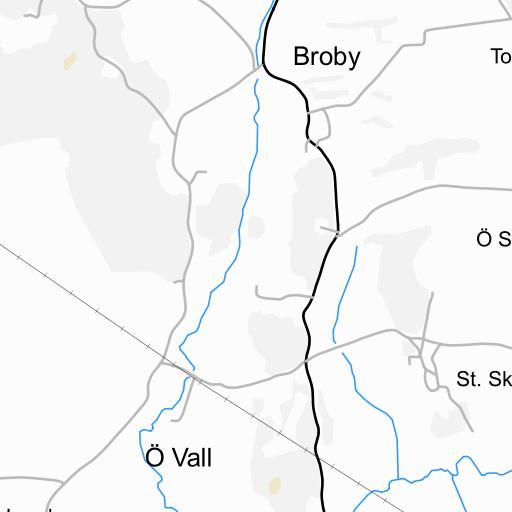 Broby
To
Ö S
St. Sk
Ö Vall